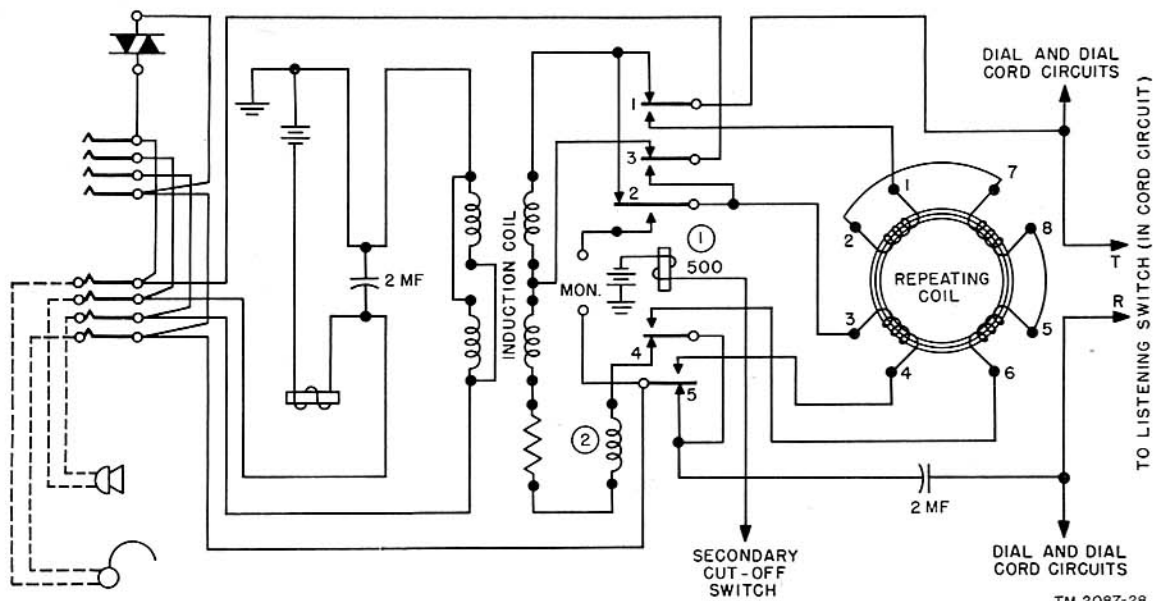 DIAL AND DIAL
CORD CIRCUITS
1
3
2
1
500
MON.
4
5
2
2 MF
INDUCTION COIL
1
7
2
8
REPEATING
COIL
3
5
4
6
T
R
TO LISTENING SWITCH (IN CORD CIRCUIT)
2 MF
SECONDARY
CUT-OFF
SWITCH
DIAL AND DIAL
CORD CIRCUITS
TM 2087-28